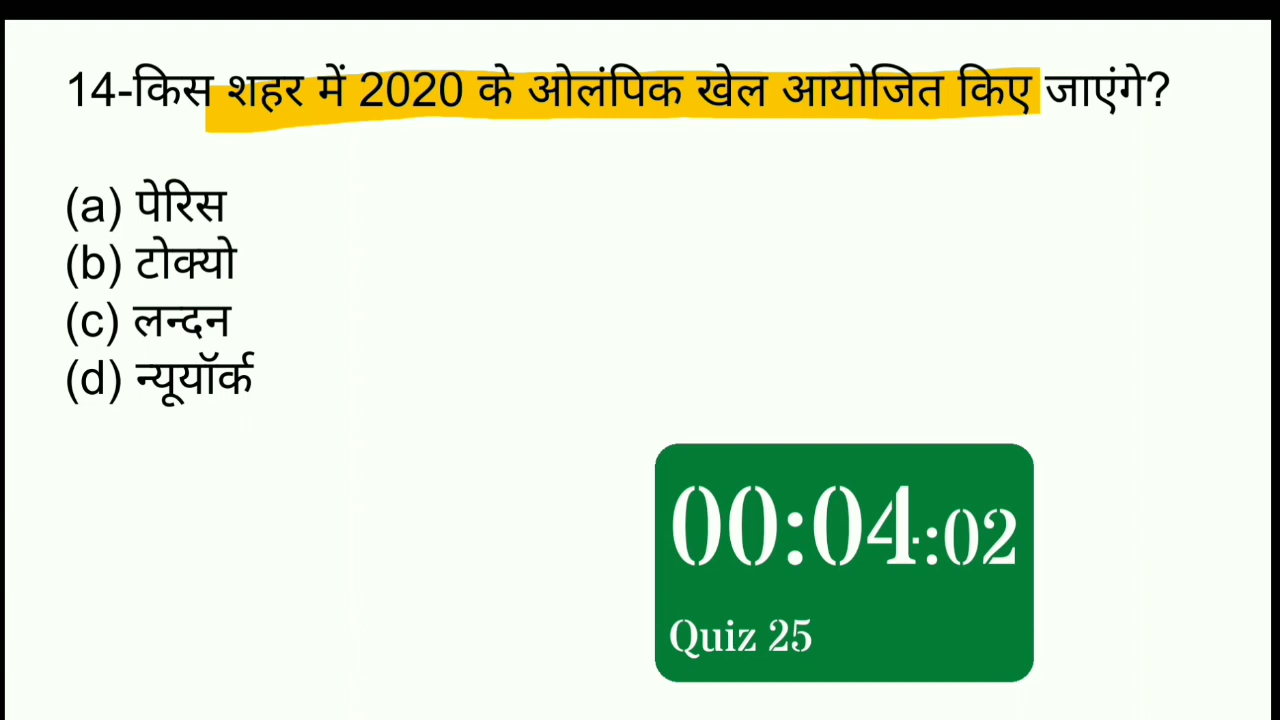 14-किस शहर में 2020 के ओलंपिक खेल आयोजित किए जाएंगे?
(a) पेरिस
(b) टोक्यो
(c) लन्दन
(d) न्यूयॉर्क
00:04:02
Quiz 25